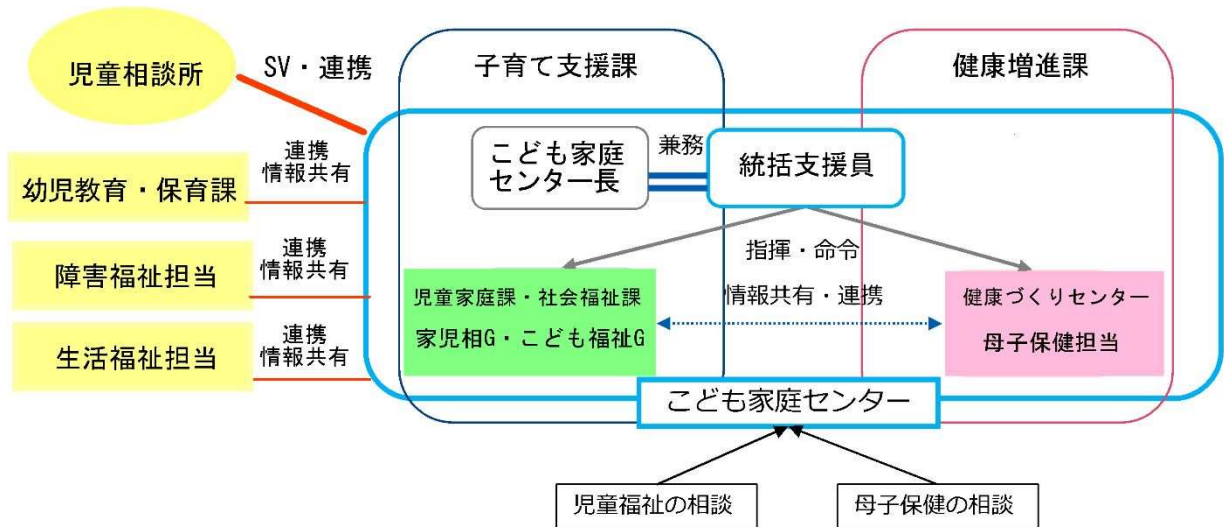 児童相談所
SV・連携
子育て支援課
健康増進課
こども家庭
センター長
兼務
統括支援員
連携
情報共有
幼児教育・保育課
連携
情報共有
障害福祉担当
連携
情報共有
生活福祉担当
指揮・命令
情報共有・連携
児童家庭課・社会福祉課
家児相G・こども福祉G
健康づくりセンター
母子保健担当
こども家庭センター
児童福祉の相談
母子保健の相談